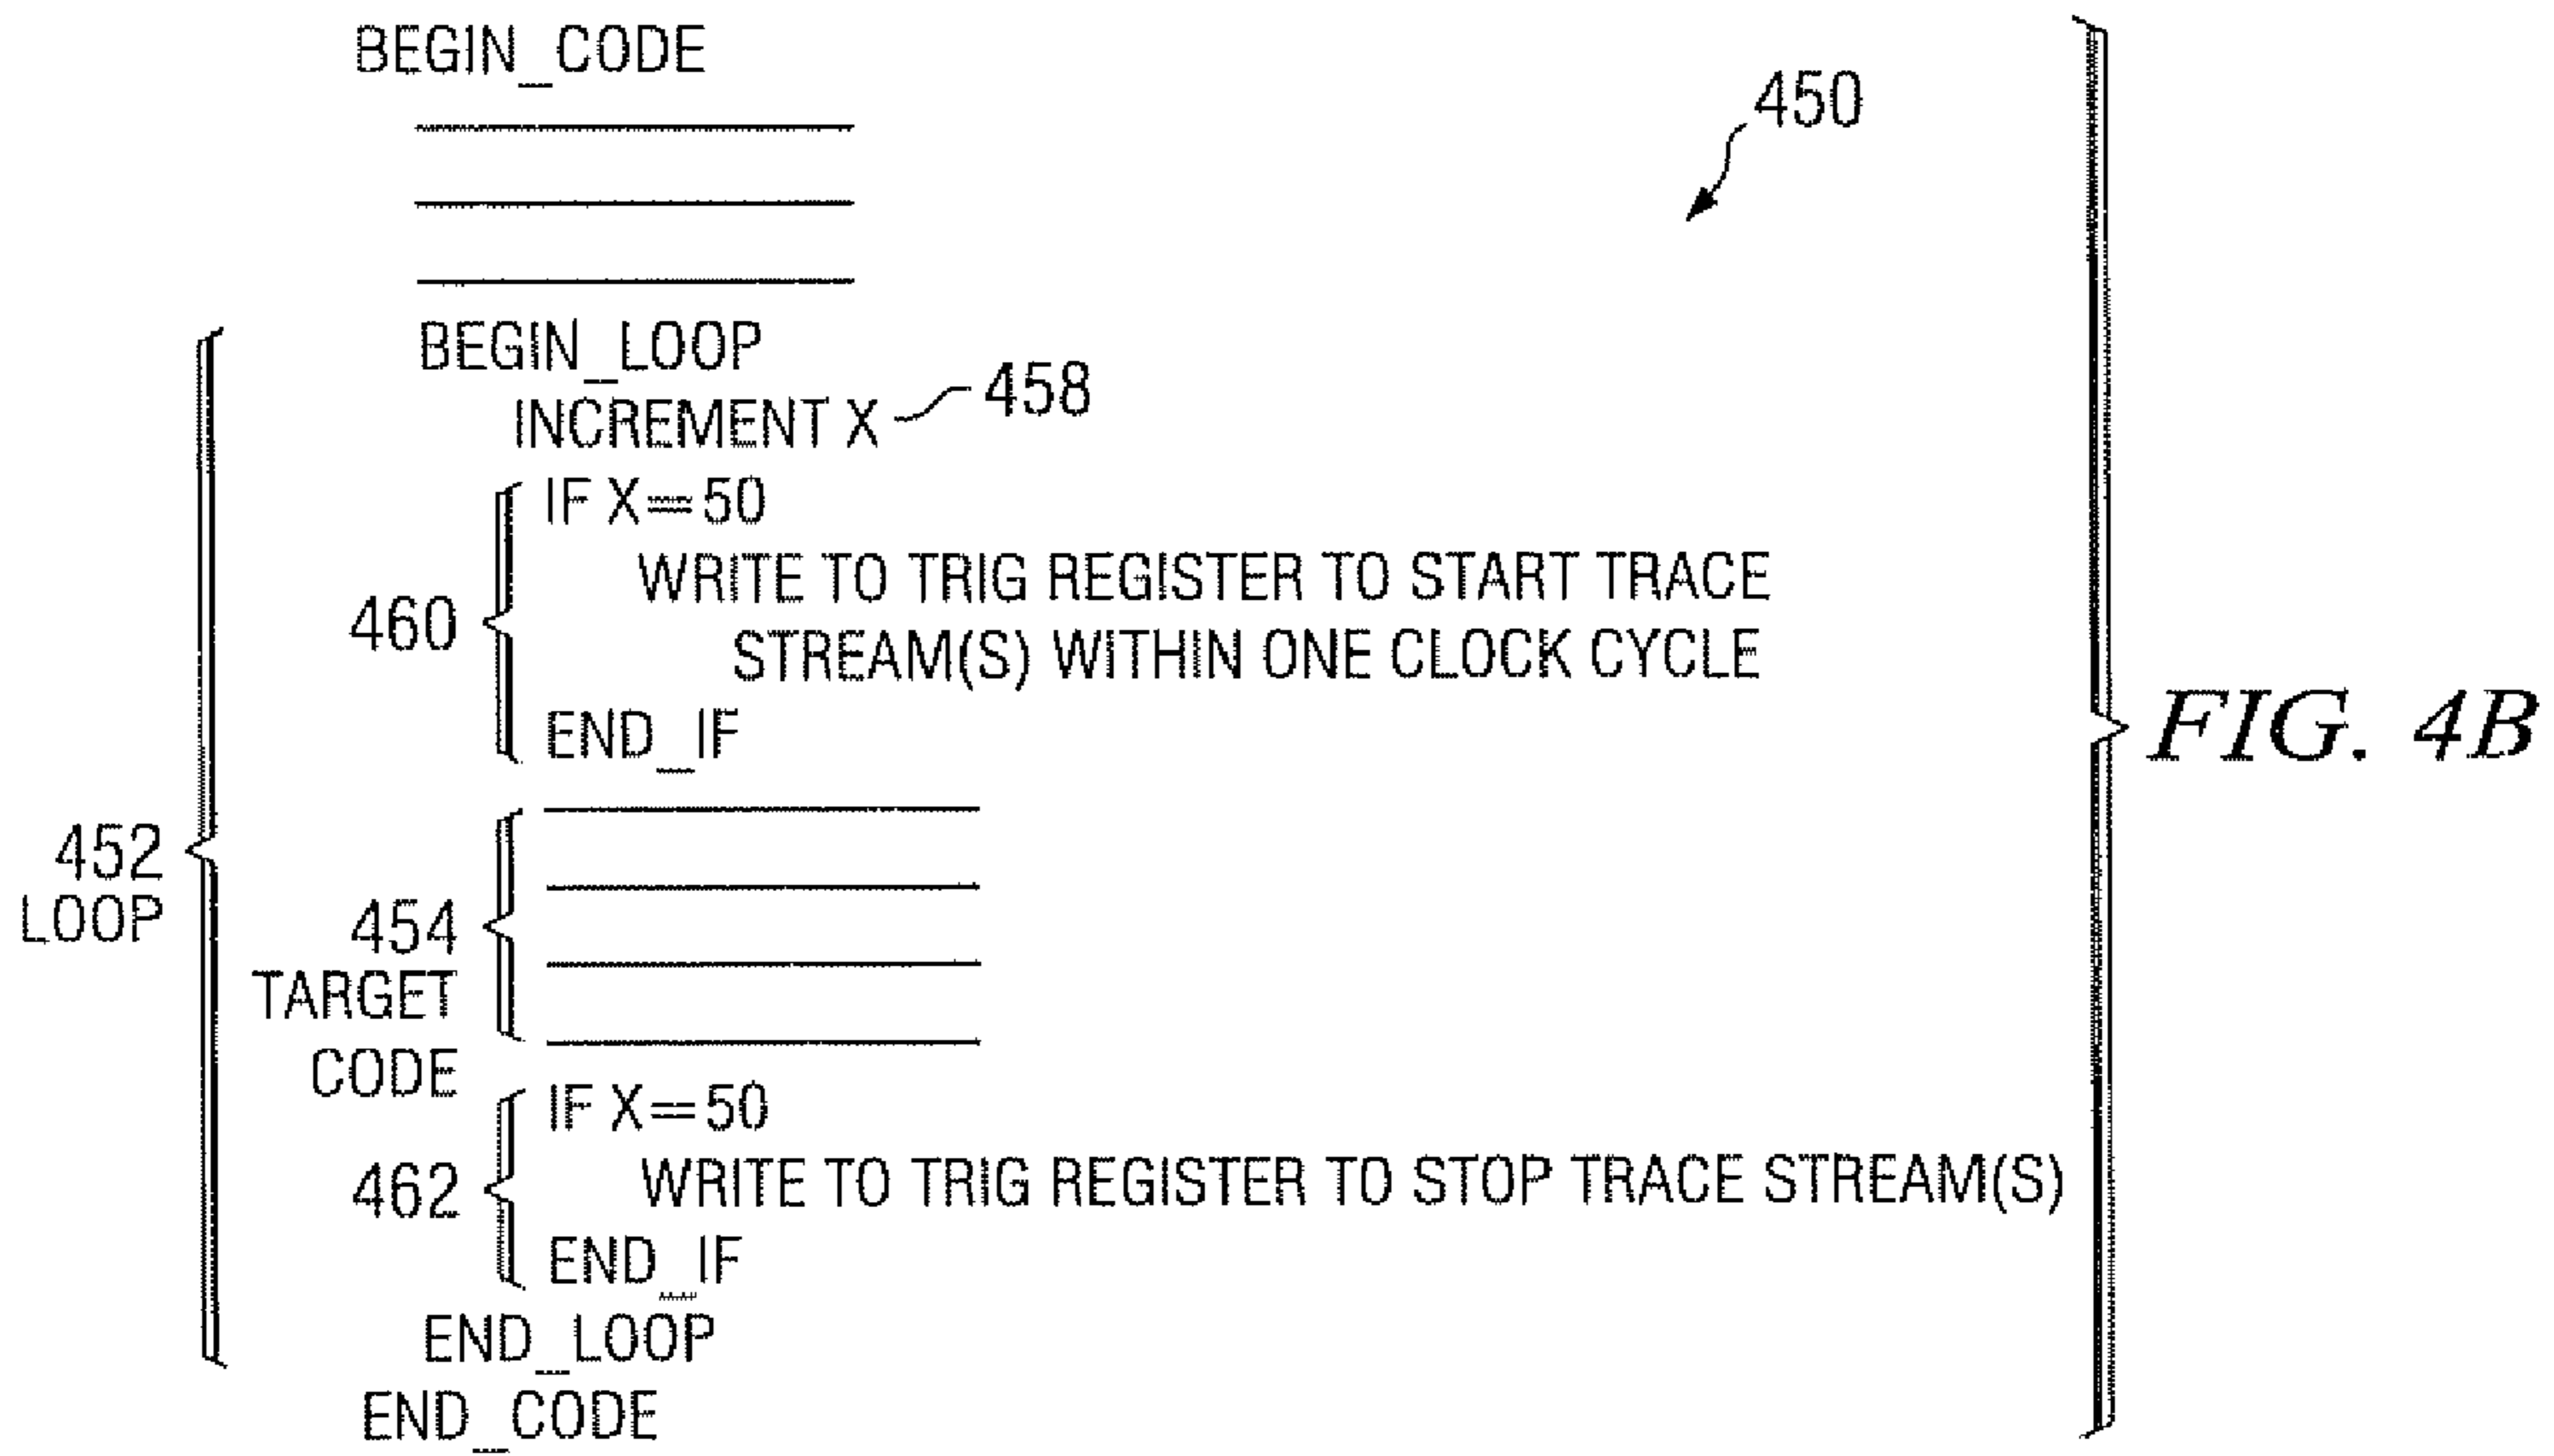 BEGIN_CODE
450
BEGIN_LOOP
INCREMENT X 458
IF X==50
WRITE TO TRIG REGISTER TO START TRACE
460
STREAM(S) WITHIN ONE CLOCK CYCLE
END_IF
FIG. 4B
452
LOOP
454
TARGET
CODE
IF X==50
462
WRITE TO TRIG REGISTER TO STOP TRACE STREAM(S)
END_IF
END_LOOP
END_CODE